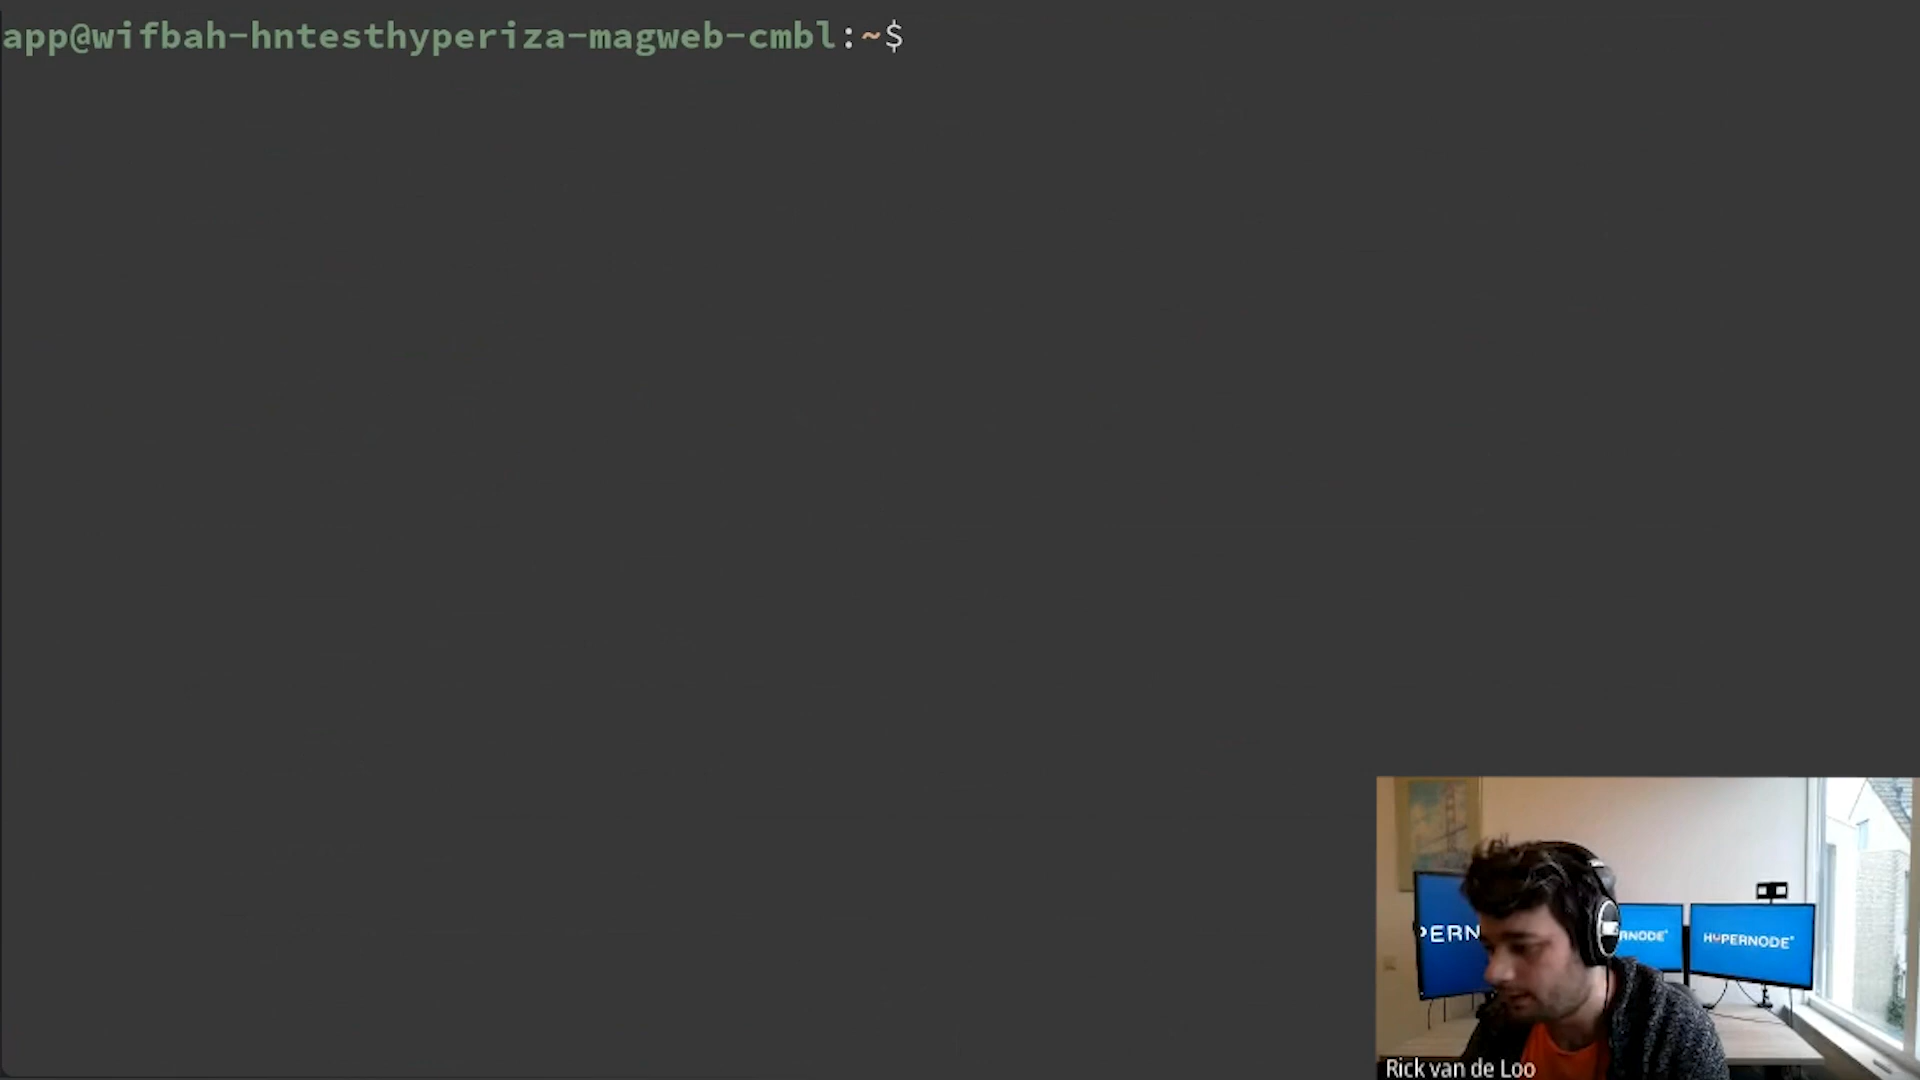 app@wifbah-hntesthyperiza-magweb-cmbl:~$
PERN
RNODE
HYPERNODE
Rick van de Loo